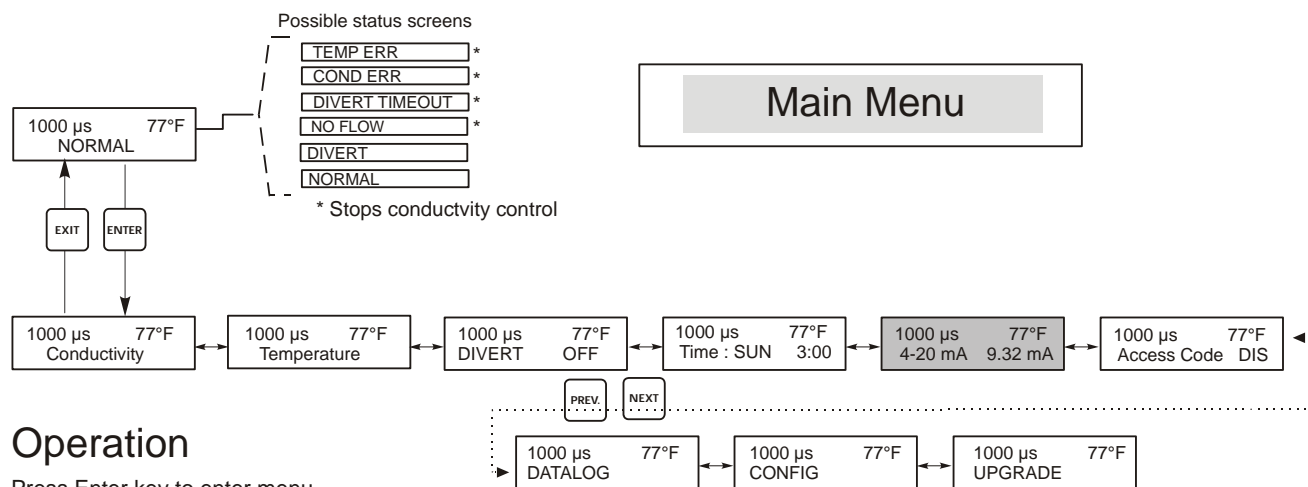 Possible status screens
TEMP ERR *
COND ERR *
DIVERT TIMEOUT *
NO FLOW *
DIVERT
NORMAL
* Stops conductvity control
Main Menu
1000 µs 77°F
NORMAL
EXIT ENTER
1000 µs 77°F
Conductivity
1000 µs 77°F
Temperature
1000 µs 77°F
DIVERT OFF
1000 µs 77°F
Time : SUN 3:00
1000 µs 77°F
4-20 mA 9.32 mA
1000 µs 77°F
Access Code DIS
PREV. NEXT
1000 µs 77°F
DATALOG
1000 µs 77°F
CONFIG
1000 µs 77°F
UPGRADE
Operation
Press Enter key to enter menu